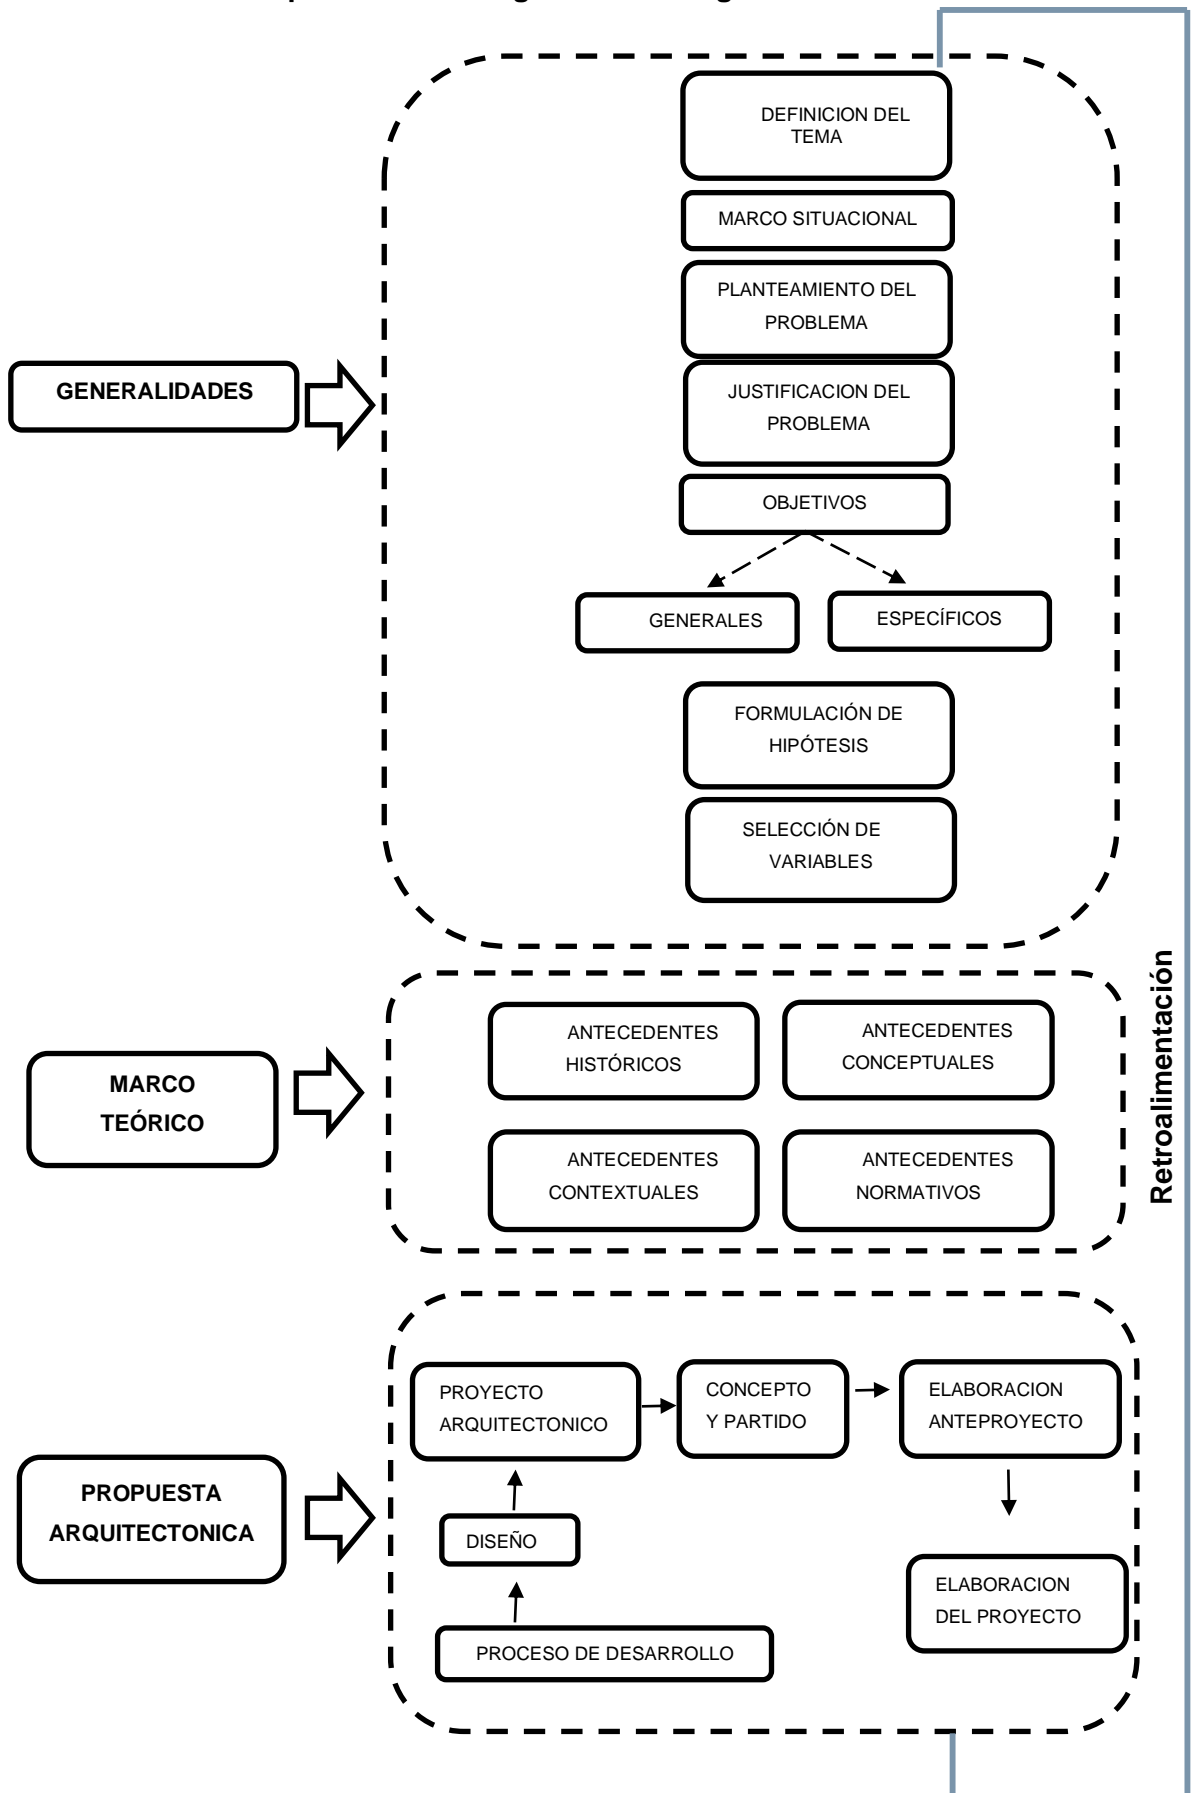 DEFINICION DEL
TEMA
MARCO SITUACIONAL
PLANTEAMIENTO DEL
PROBLEMA
GENERALIDADES
JUSTIFICACION DEL
PROBLEMA
OBJETIVOS
GENERALES
ESPECÍFICOS
FORMULACIÓN DE
HIPÓTESIS
SELECCIÓN DE
VARIABLES
MARCO
TEÓRICO
ANTECEDENTES
HISTÓRICOS
ANTECEDENTES
CONCEPTUALES
ANTECEDENTES
CONTEXTUALES
ANTECEDENTES
NORMATIVOS
Retroalimentación
PROPUESTA
ARQUITECTONICA
PROYECTO
ARQUITECTONICO
CONCEPTO
Y PARTIDO
ELABORACION
ANTEPROYECTO
DISEÑO
ELABORACION
DEL PROYECTO
PROCESO DE DESARROLLO